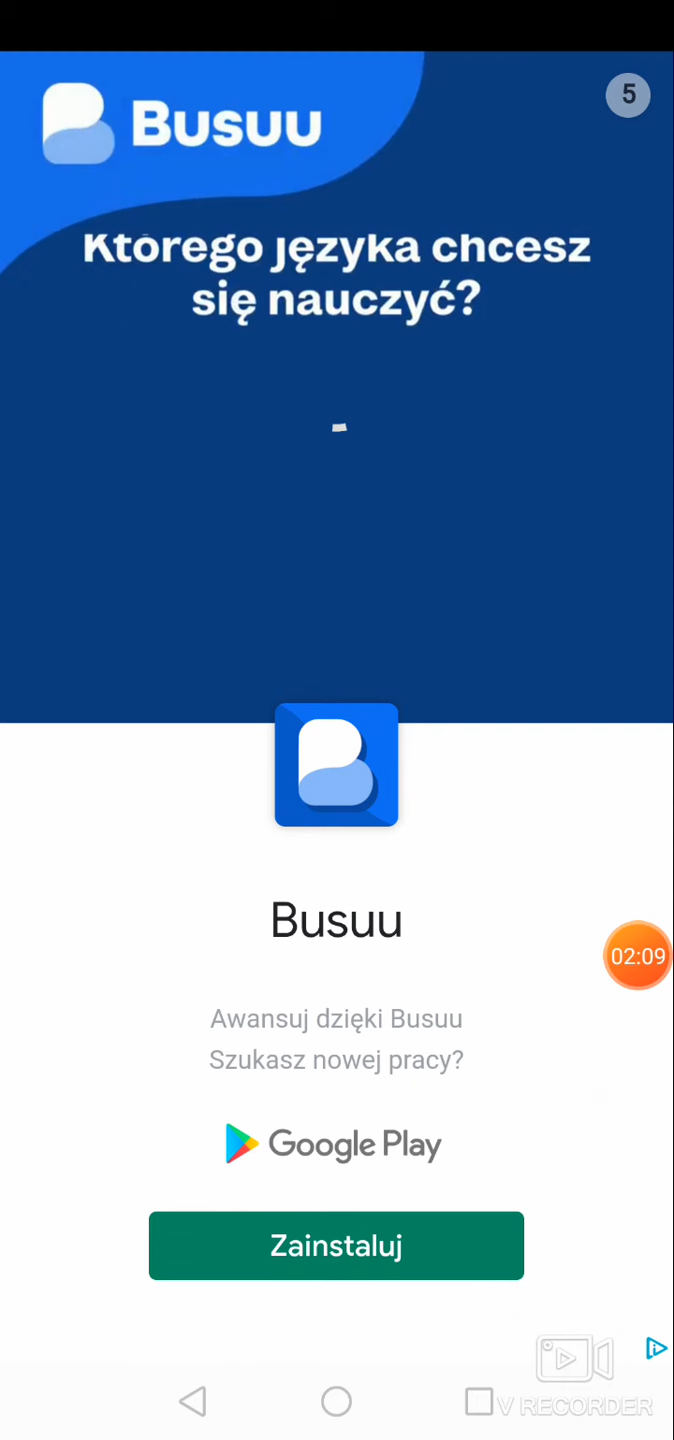 Busuu
5
Którego języka chcesz
się nauczyć?
Busuu
02:09
Awansuj dzięki Busuu
Szukasz nowej pracy?
Google Play
Zainstaluj
V RECORDER